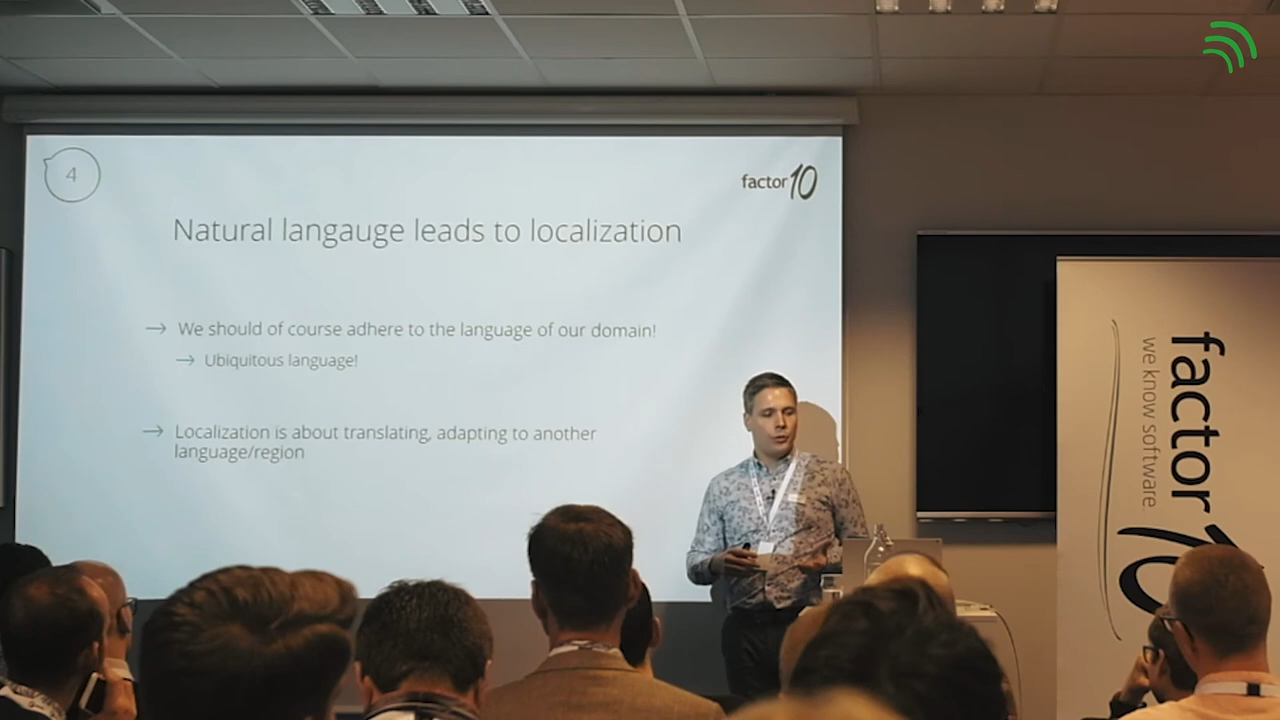 4
factor10
Natural langauge leads to localization
→ We should of course adhere to the language of our domain!
→ Ubiquitous language!
→ Localization is about translating, adapting to another
language/region
factor10
we know software.